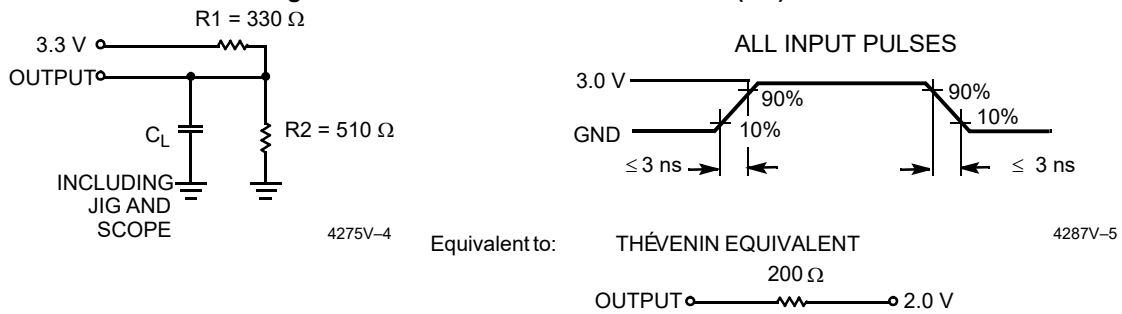 R1 = 330 Ω
3.3 V
OUTPUT
C_L
R2 = 510 Ω
INCLUDING
JIG AND
SCOPE
4275V–4
ALL INPUT PULSES
3.0 V
90%
90%
10%
10%
GND
≤ 3 ns
≤ 3 ns
4287V–5
Equivalent to:
THÉVENIN EQUIVALENT
200 Ω
OUTPUT
2.0 V